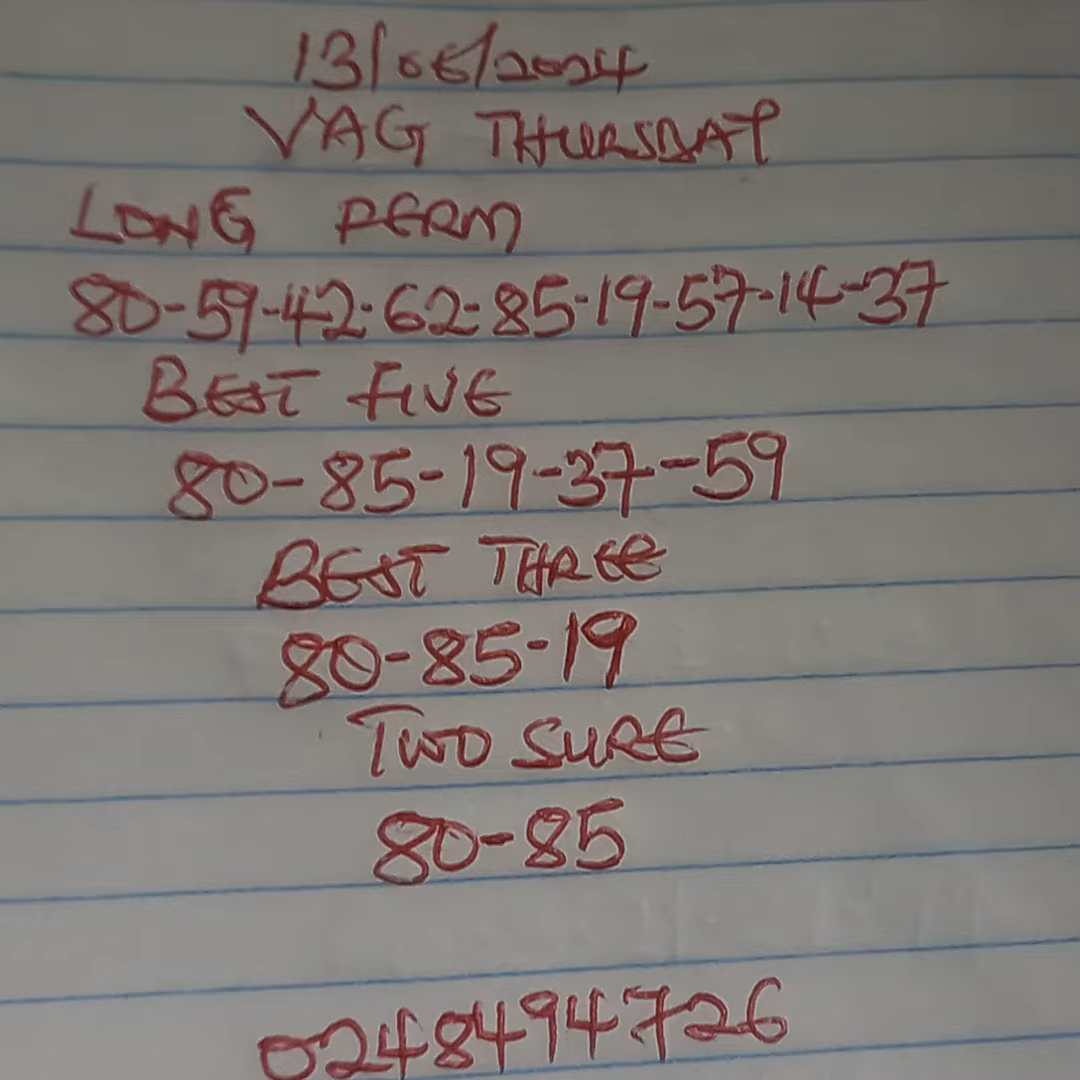 13/06/2024
VAG THURSDAY
LONG PERM
80-59-42-62-85-19-57-14-37
BEST FIVE
80-85-19-37-59
BEST THREE
80-85-19
TWO SURE
80-85
0248494726